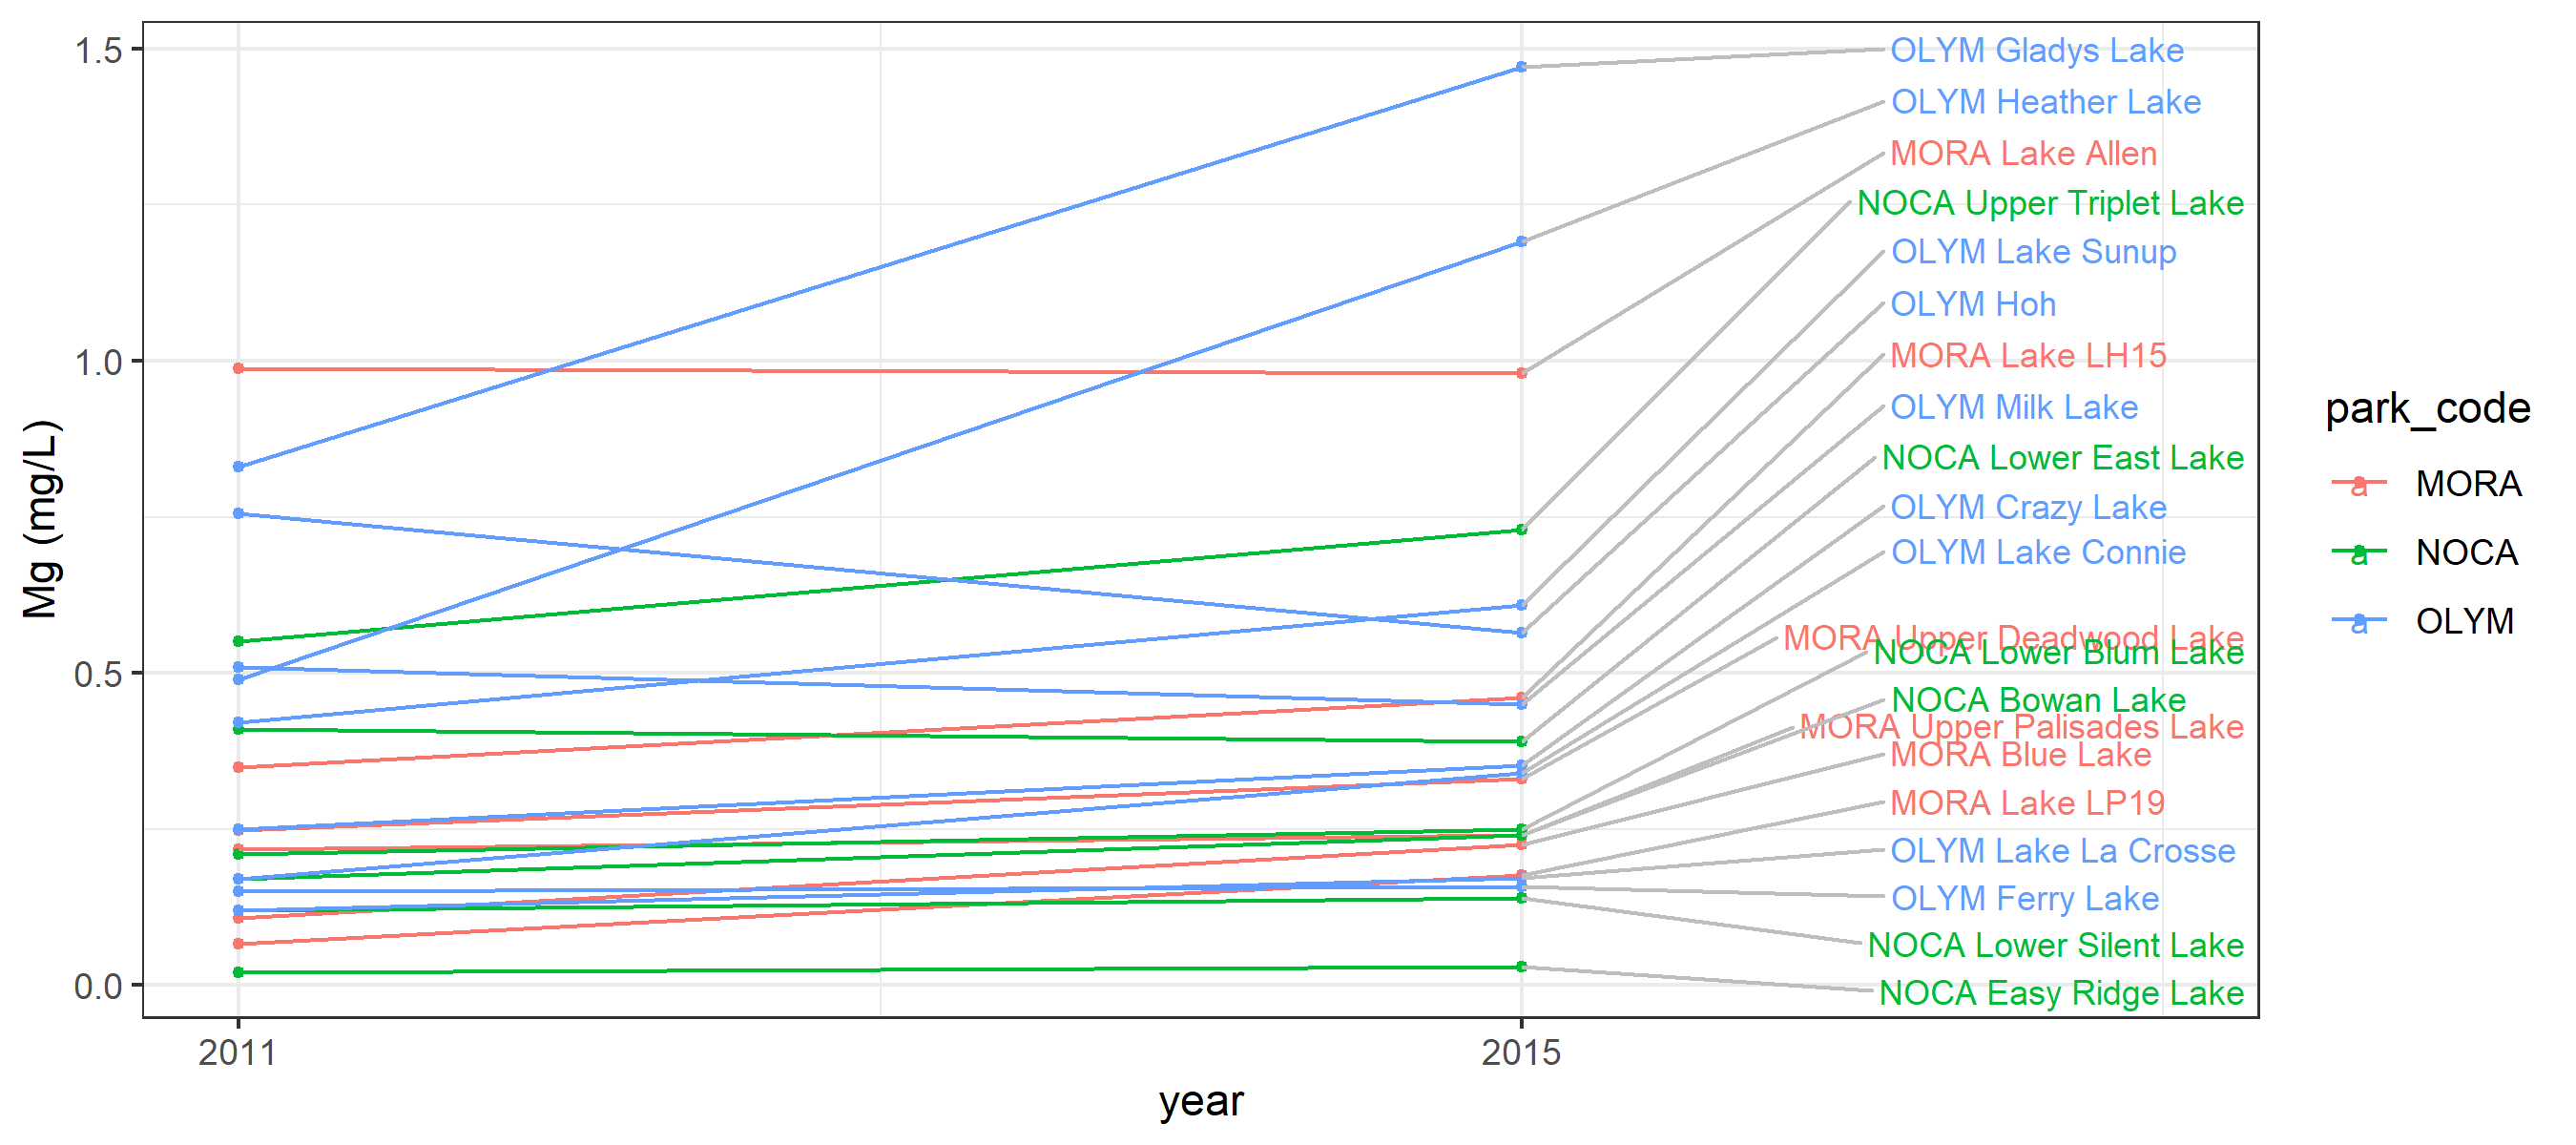 1.5
1.0
0.5
0.0
Mg (mg/L)
2011
2015
year
OLYM Gladys Lake
OLYM Heather Lake
MORA Lake Allen
NOCA Upper Triplet Lake
OLYM Lake Sunup
OLYM Hoh
MORA Lake LH15
OLYM Milk Lake
NOCA Lower East Lake
OLYM Crazy Lake
OLYM Lake Connie
MORA Upper Deadwood Lake
NOCA Lower Blum Lake
NOCA Bowan Lake
MORA Upper Palisades Lake
MORA Blue Lake
MORA Lake LP19
OLYM Lake La Crosse
OLYM Ferry Lake
NOCA Lower Silent Lake
NOCA Easy Ridge Lake
park_code
a MORA
a NOCA
a OLYM